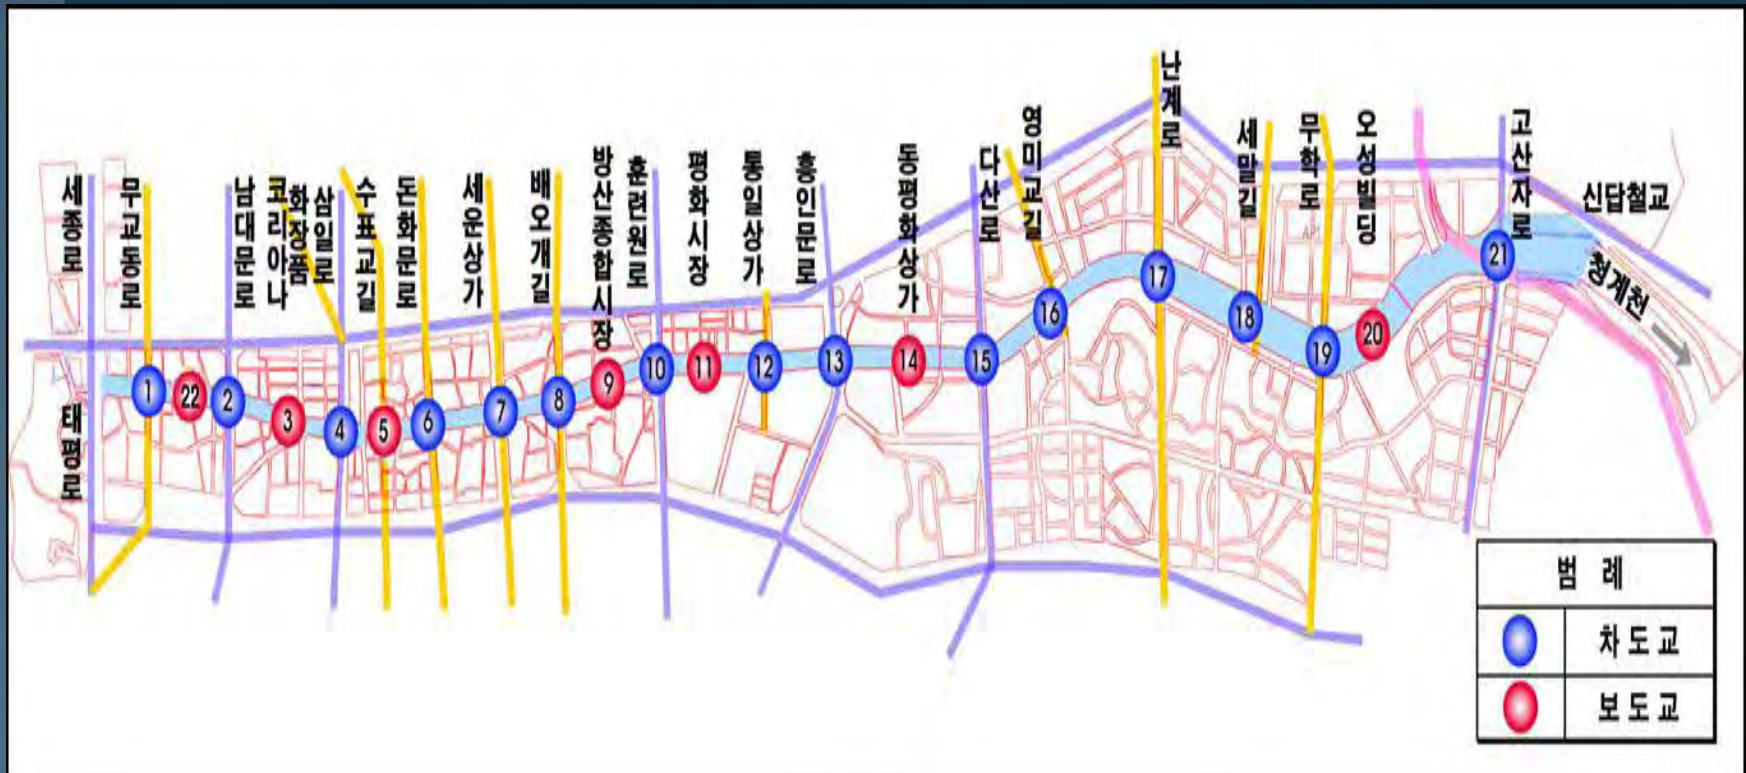 세종로
무교동로
남대문로
코리아나
화장품
삼일로
수표교길
돈화문로
세운상가
배오개길
방산종합시장
훈련원로
평화시장
통일상가
흥인문로
동평화상가
다산로
영미교길
난계로
세말길
무학로
오성빌딩
고산자로
신답철교
청계천
태평로
1
22
2
3
4
5
6
7
8
9
10
11
12
13
14
15
16
17
18
19
20
21
범 례
차 도 교
보 도 교